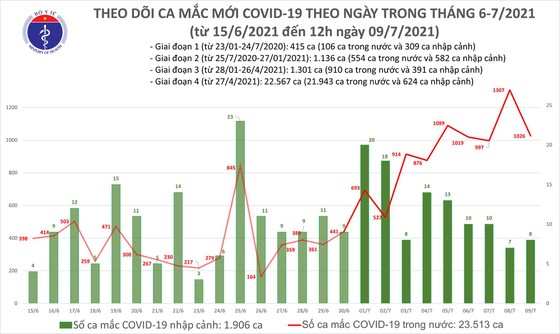 BỘ Y TẾ
MINISTRY OF HEALTH
THEO DÕI CA MẮC MỚI COVID-19 THEO NGÀY TRONG THÁNG 6-7/2021
(từ 15/6/2021 đến 12h ngày 09/7/2021)
- Giai đoạn 1 (từ 23/01-24/7/2020): 415 ca (106 ca trong nước và 309 ca nhập cảnh)
- Giai đoạn 2 (từ 25/7/2020-27/01/2021): 1.136 ca (554 ca trong nước và 582 ca nhập cảnh)
- Giai đoạn 3 (từ 28/01-26/4/2021): 1.301 ca (910 ca trong nước và 391 ca nhập cảnh)
- Giai đoạn 4 (từ 27/4/2021): 22.567 ca (21.943 ca trong nước và 624 ca nhập cảnh)
1200
1000
800
600
400
200
0
25
20
15
10
5
0
4 9 12 5 15 11 5 14 3 6 23 11 9 9 11 9 20 18 8 14 13 10 10 7 8
398 414 503 259 471 300 267 230 217 279 845 164 359 388 361 441 693 527 914 876 1089 1019 997 1307 1026
15/6 16/6 17/6 18/6 19/6 20/6 21/6 22/6 23/6 24/6 25/6 26/6 27/6 28/6 29/6 30/6 01/7 02/7 03/7 04/7 05/7 06/7 07/7 08/7 09/7
Số ca mắc COVID-19 nhập cảnh: 1.906 ca
Số ca mắc COVID-19 trong nước: 23.513 ca